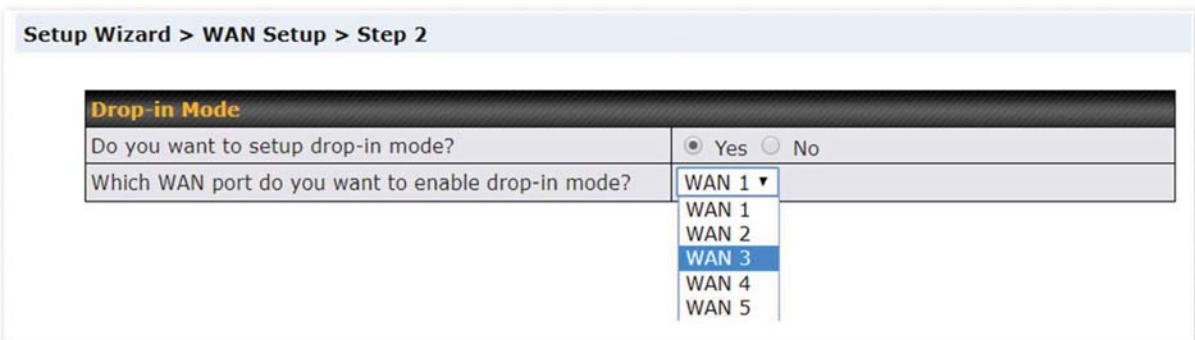 Setup Wizard > WAN Setup > Step 2
Drop-in Mode
Do you want to setup drop-in mode? Yes No
Which WAN port do you want to enable drop-in mode? WAN 1
WAN 1
WAN 2
WAN 3
WAN 4
WAN 5